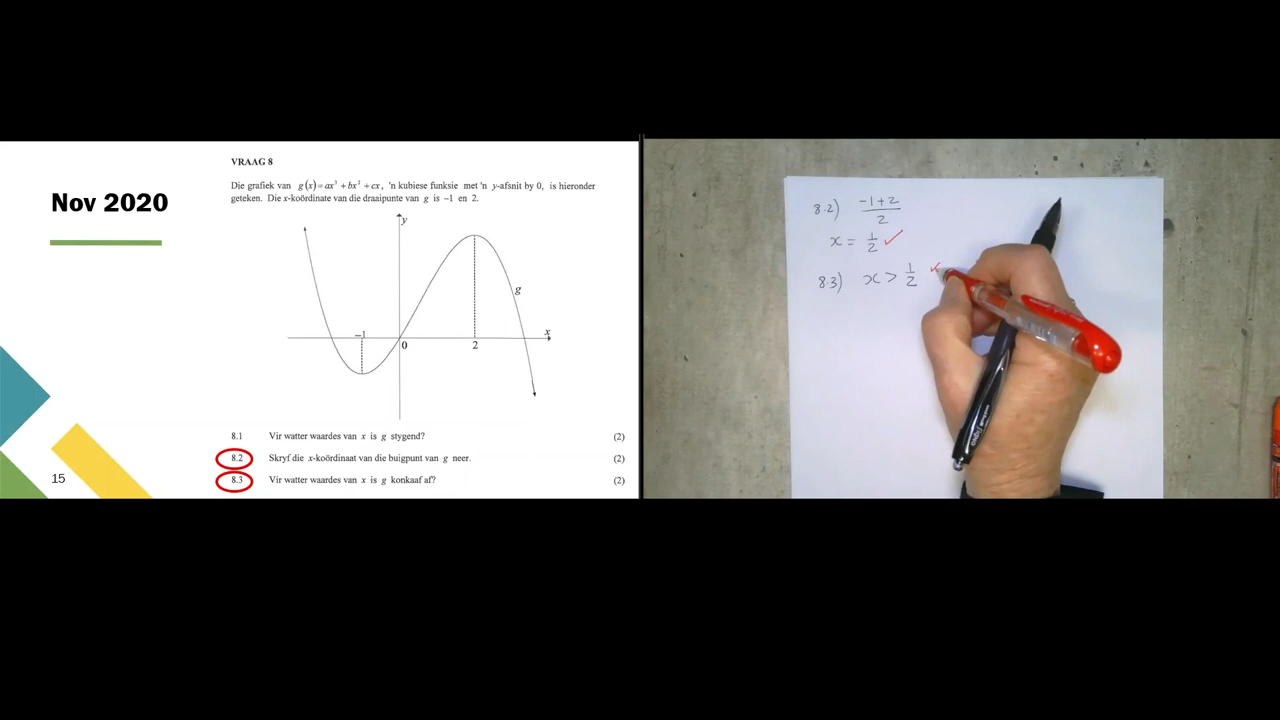 Nov 2020
15
VRAAG 8
Die grafiek van g(x)=ax³+bx²+cx, 'n kubiese funksie met 'n y-afsnit by 0, is hieronder
geteken. Die x-koördinate van die draaipunte van g is −1 en 2.
y
g
−1
x
0
2
8.1 Vir watter waardes van x is g stygend? (2)
8.2 Skryf die x-koördinaat van die buigpunt van g neer. (2)
8.3 Vir watter waardes van x is g konkaaf af? (2)
8.2) (-1+2)/2
x = 1/2 ✓
8.3) x > 1/2 ✓